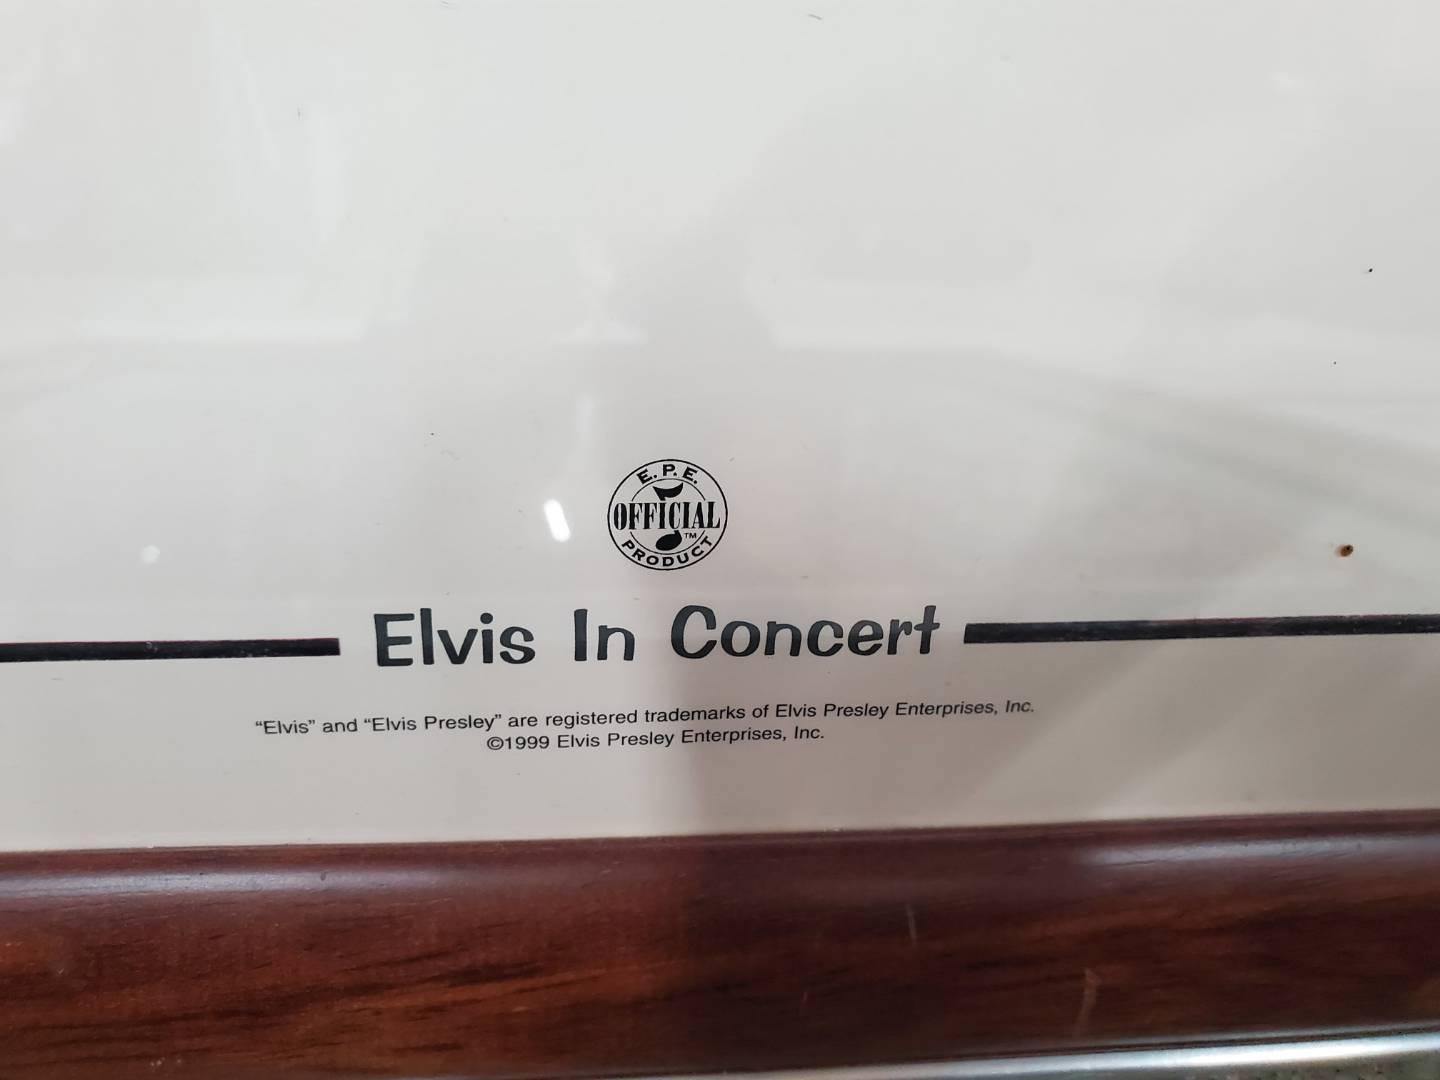 E. P. E.
OFFICIAL
TM
PRODUCT
Elvis In Concert
“Elvis” and “Elvis Presley” are registered trademarks of Elvis Presley Enterprises, Inc.
©1999 Elvis Presley Enterprises, Inc.